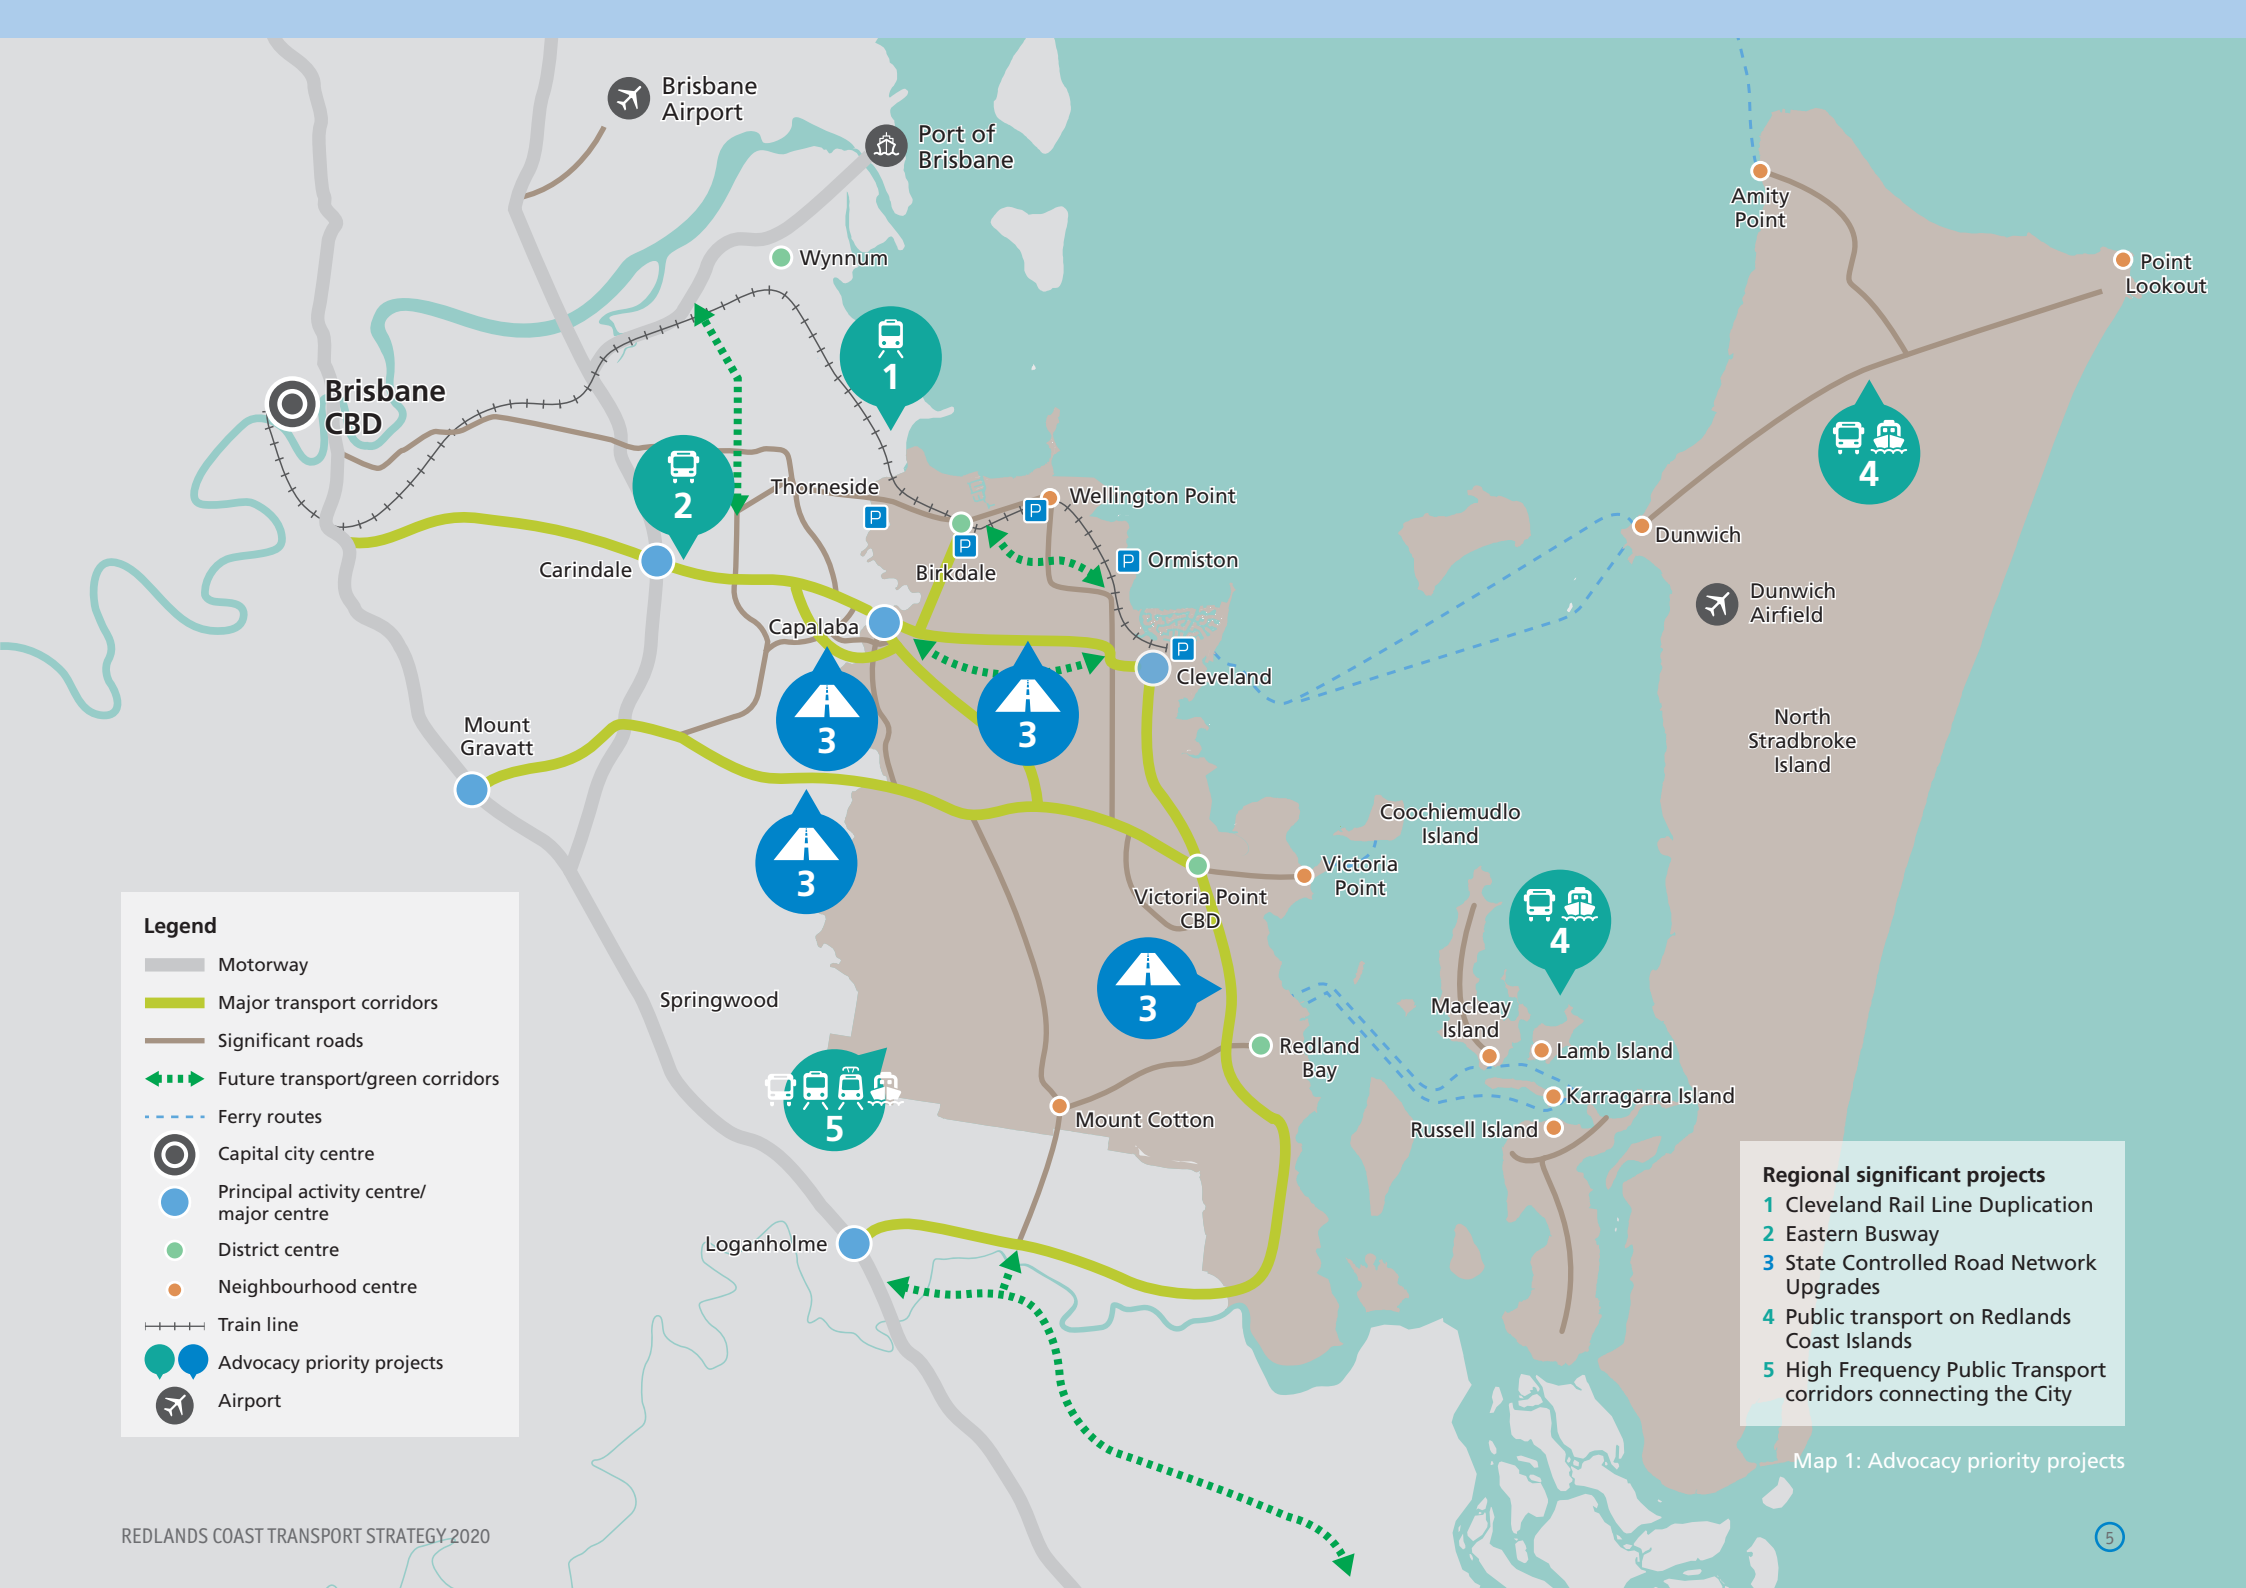 Brisbane
Airport
Port of
Brisbane
Wynnum
Amity
Point
Point
Lookout
1
Brisbane
CBD
4
2
Thorneside
P
Wellington Point
P
P
Birkdale
P
Ormiston
Dunwich
Carindale
Dunwich
Airfield
Capalaba
P
Cleveland
3
3
Mount
Gravatt
North
Stradbroke
Island
Coochiemudlo
Island
3
Victoria
Point
Victoria Point
CBD
4
Springwood
3
Macleay
Island
Redland
Bay
Lamb Island
Karragarra Island
5
Mount Cotton
Russell Island
Loganholme
Legend
Motorway
Major transport corridors
Significant roads
Future transport/green corridors
Ferry routes
Capital city centre
Principal activity centre/
major centre
District centre
Neighbourhood centre
Train line
Advocacy priority projects
Airport
Regional significant projects
1 Cleveland Rail Line Duplication
2 Eastern Busway
3 State Controlled Road Network
Upgrades
4 Public transport on Redlands
Coast Islands
5 High Frequency Public Transport
corridors connecting the City
Map 1: Advocacy priority projects
REDLANDS COAST TRANSPORT STRATEGY 2020
5